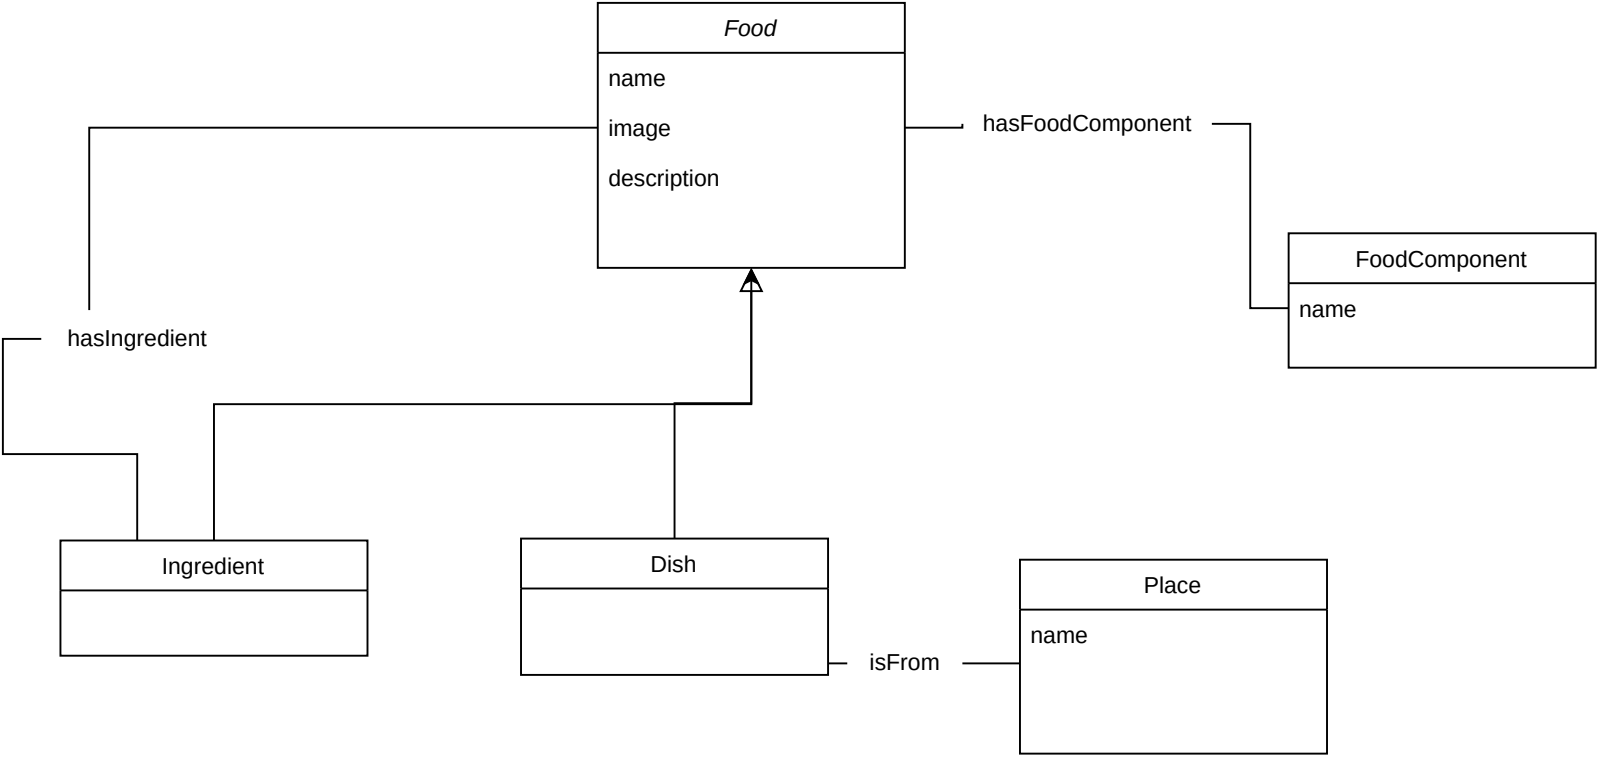 Food
name
image
description
hasFoodComponent
FoodComponent
name
hasIngredient
Ingredient
Dish
isFrom
Place
name